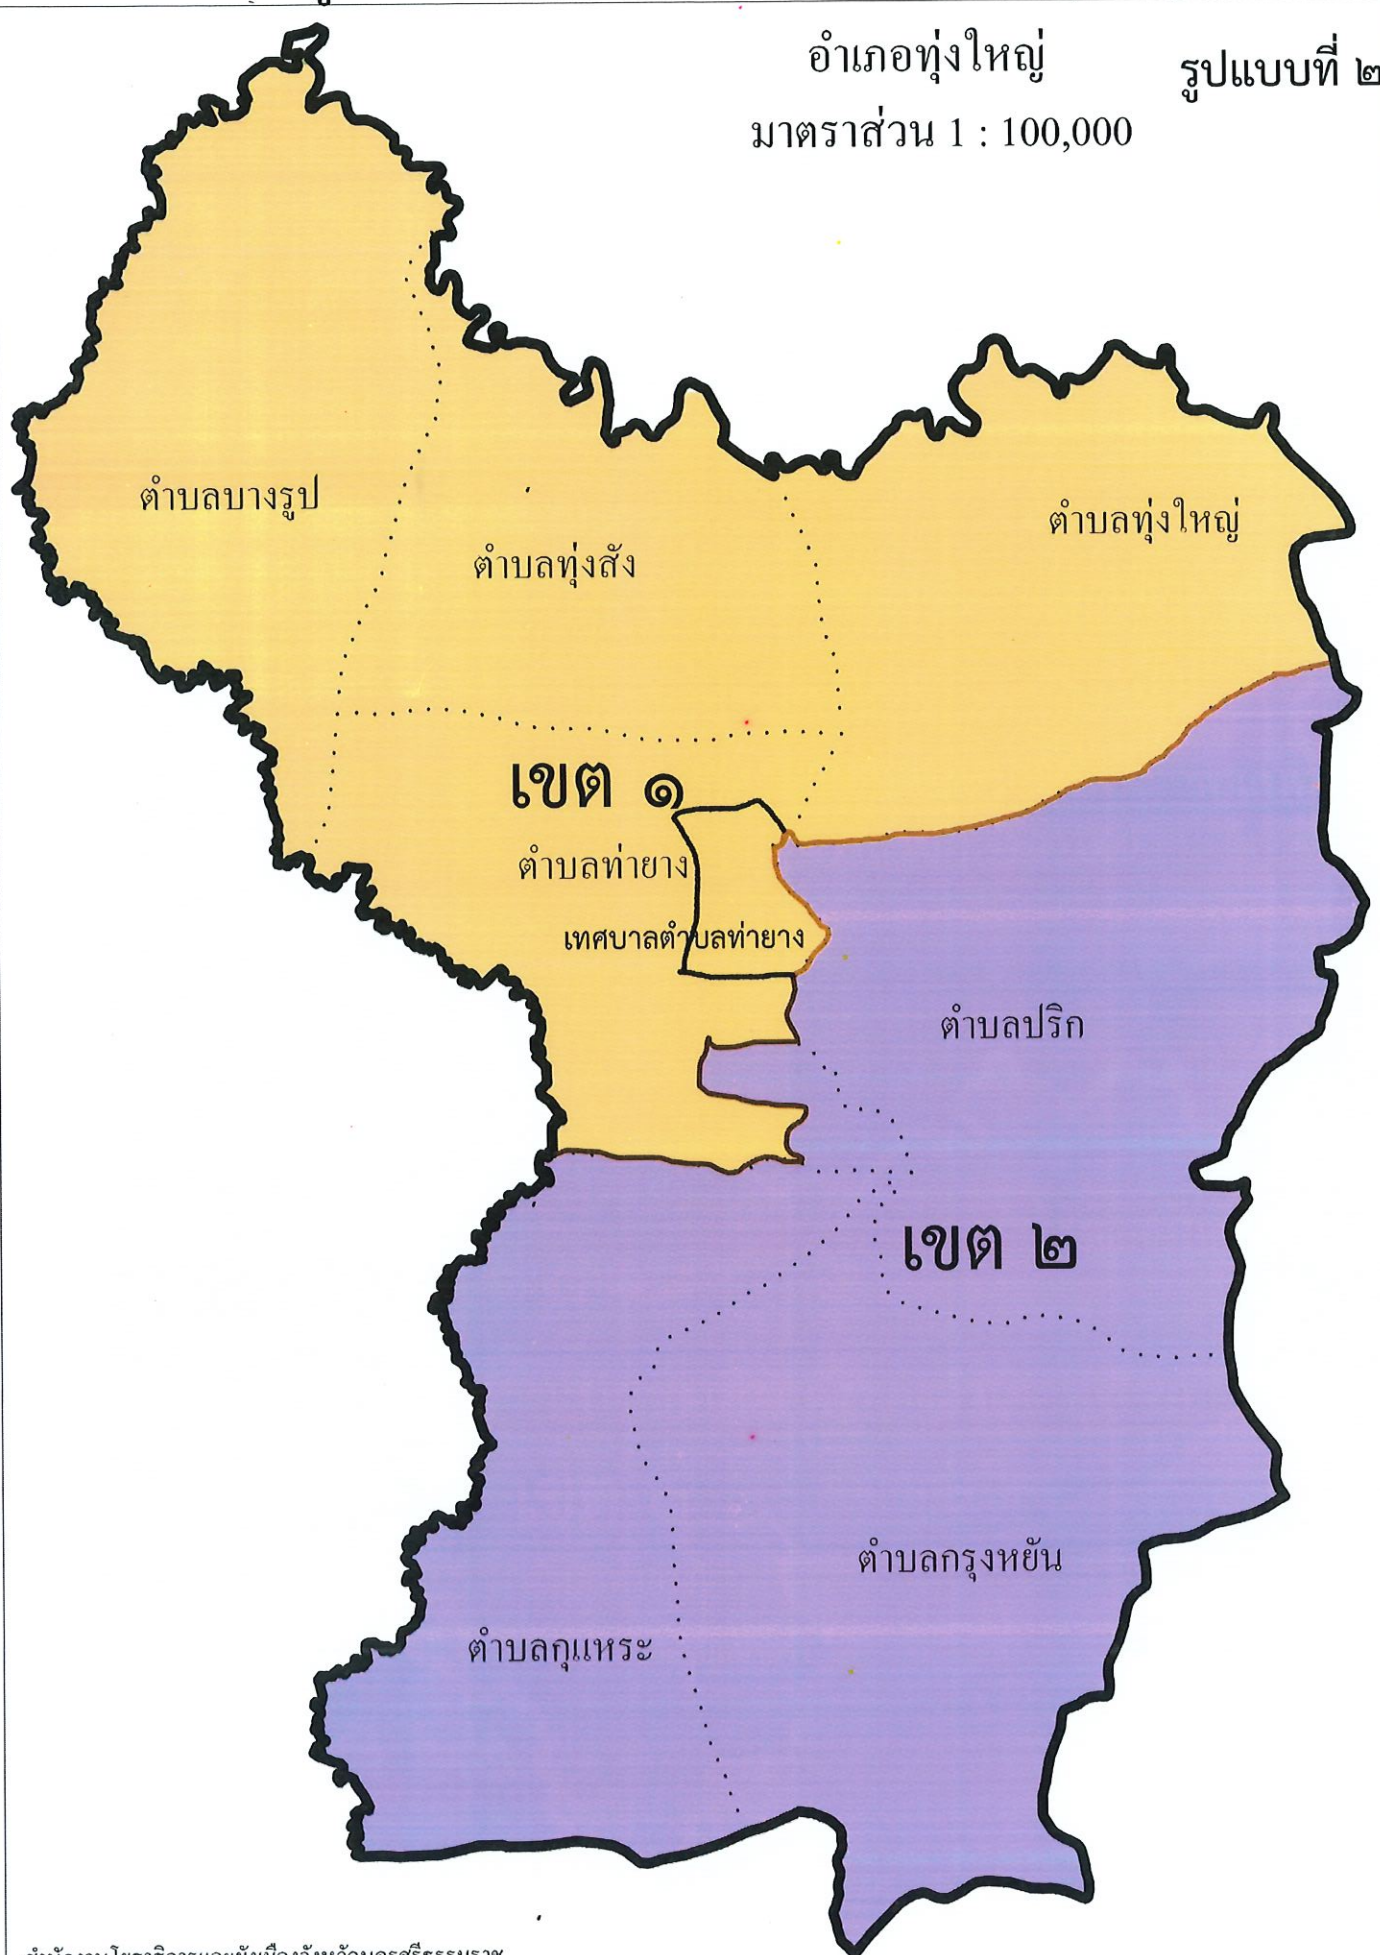 อำเภอทุ่งใหญ่
รูปแบบที่ ๒
มาตราส่วน 1 : 100,000
ตำบลบางรูป
ตำบลทุ่งใหญ่
ตำบลทุ่งสัง
เขต ๑
ตำบลท่ายาง
เทศบาลตำบลท่ายาง
ตำบลปริก
เขต ๒
ตำบลกรุงหยัน
ตำบลกุแหระ